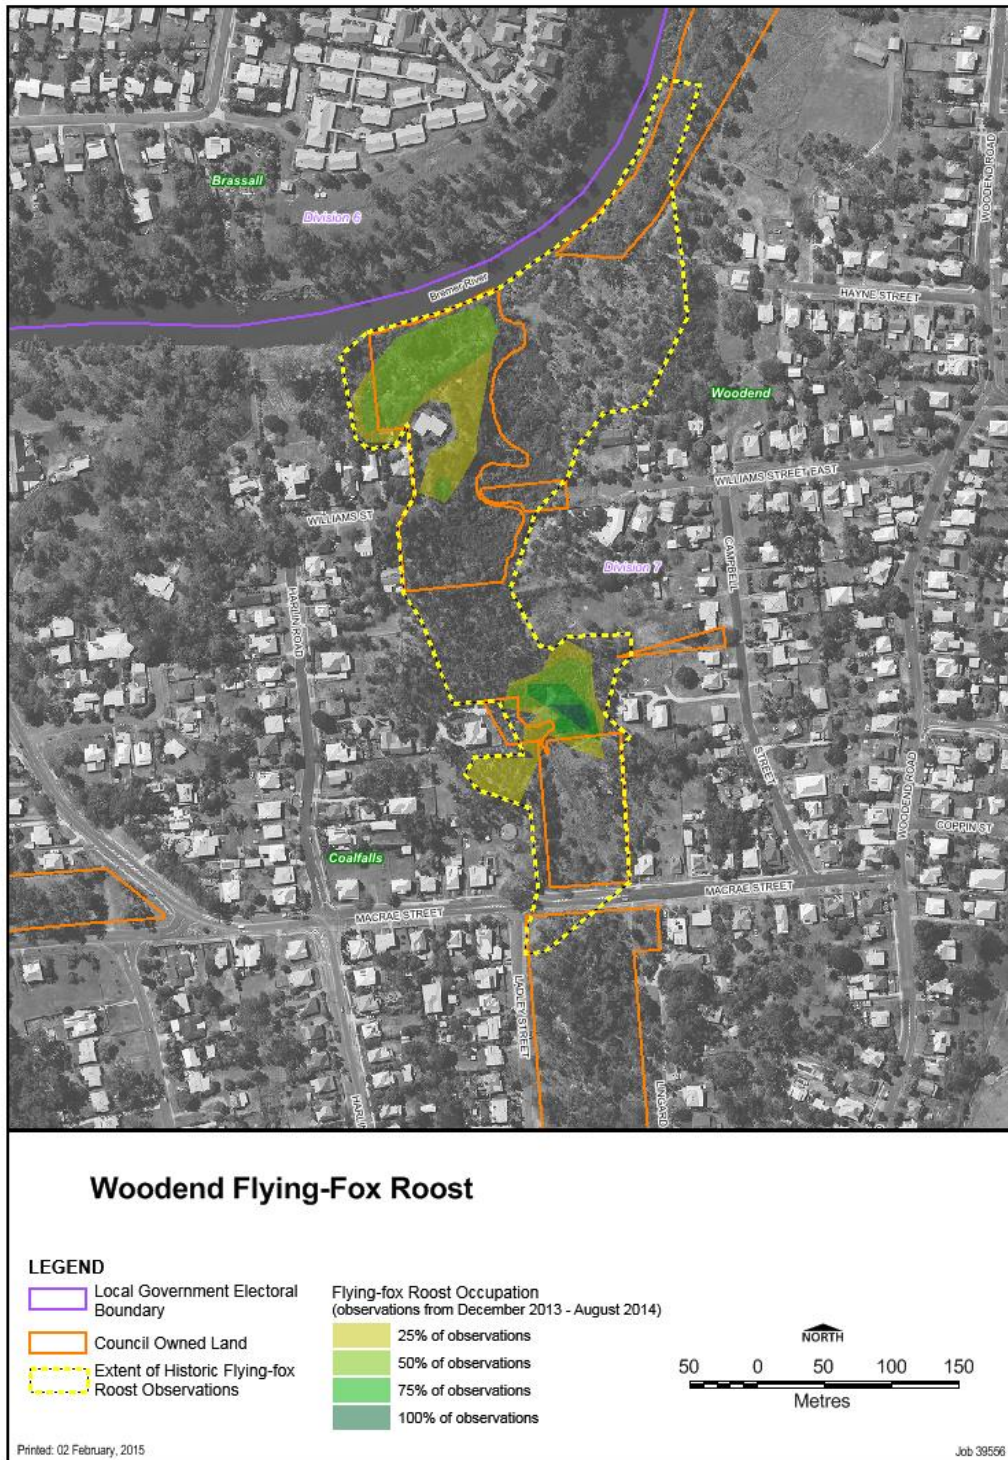 Brassall
Division 6
WOODEND ROAD
Bremer River
HAYNE STREET
Woodend
WILLIAMS STREET EAST
WILLIAMS ST
CAMPBELL
Division 7
HARLIN ROAD
STREET
WOODEND ROAD
COPPIN ST
Coalfalls
MACRAE STREET
MACRAE STREET
LADLEY STREET
HARLI
LINGARD
Woodend Flying-Fox Roost
LEGEND
Local Government Electoral
Boundary
Council Owned Land
Extent of Historic Flying-fox
Roost Observations
Flying-fox Roost Occupation
(observations from December 2013 - August 2014)
25% of observations
50% of observations
75% of observations
100% of observations
NORTH
50 0 50 100 150
Metres
Printed: 02 February, 2015
Job 39556